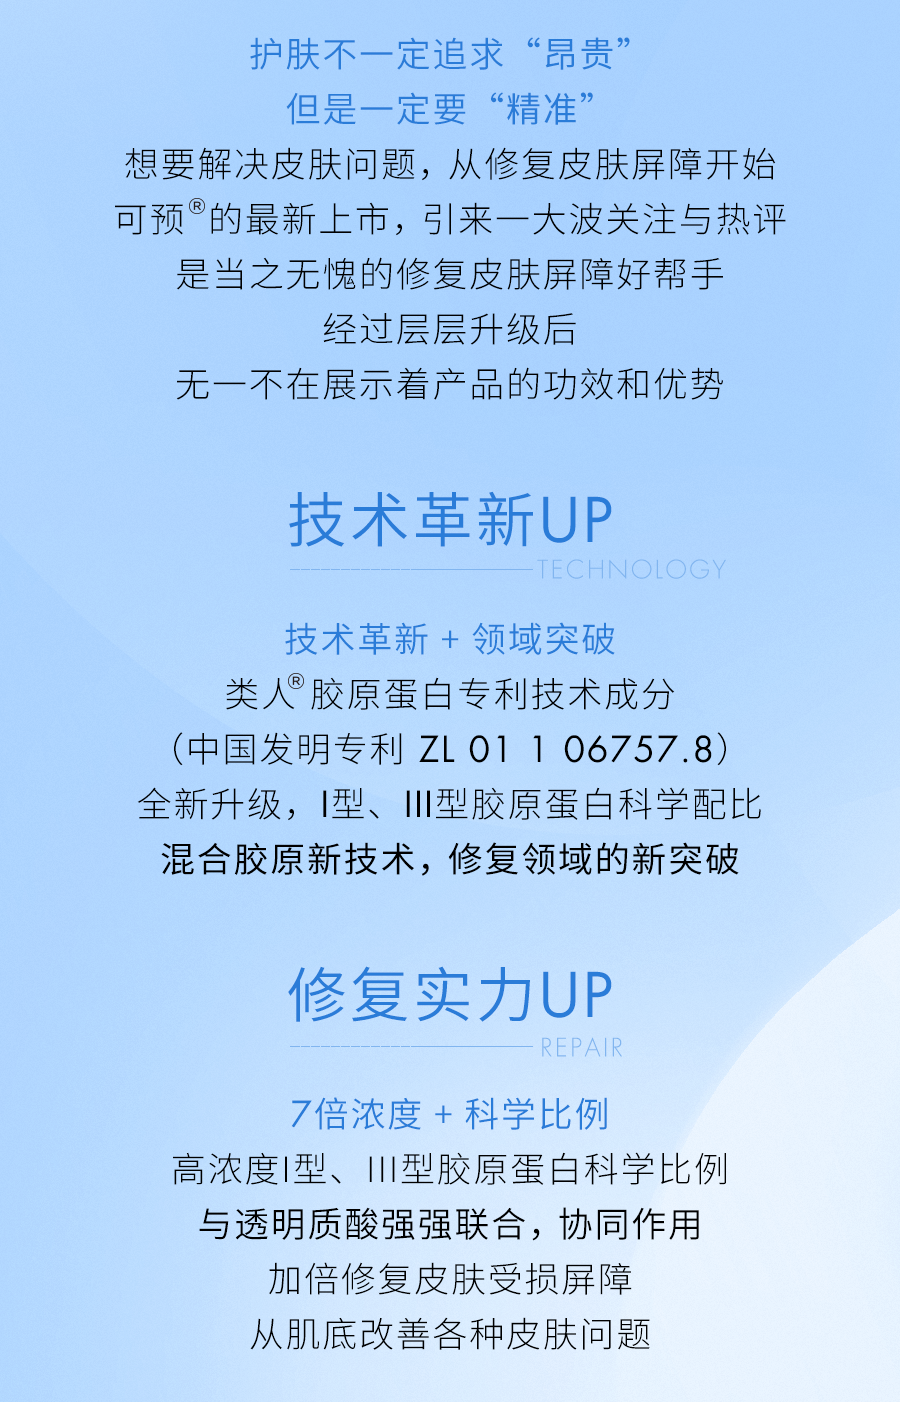 护肤不一定追求“昂贵”
但是一定要“精准”
想要解决皮肤问题，从修复皮肤屏障开始
可预®的最新上市，引来一大波关注与热评
是当之无愧的修复皮肤屏障好帮手
经过层层升级后
无一不在展示着产品的功效和优势
技术革新UP
TECHNOLOGY
技术革新 + 领域突破
类人®胶原蛋白专利技术成分
（中国发明专利 ZL 01 1 06757.8）
全新升级，I型、III型胶原蛋白科学配比
混合胶原新技术，修复领域的新突破
修复实力UP
REPAIR
7倍浓度 + 科学比例
高浓度I型、III型胶原蛋白科学比例
与透明质酸强强联合，协同作用
加倍修复皮肤受损屏障
从肌底改善各种皮肤问题